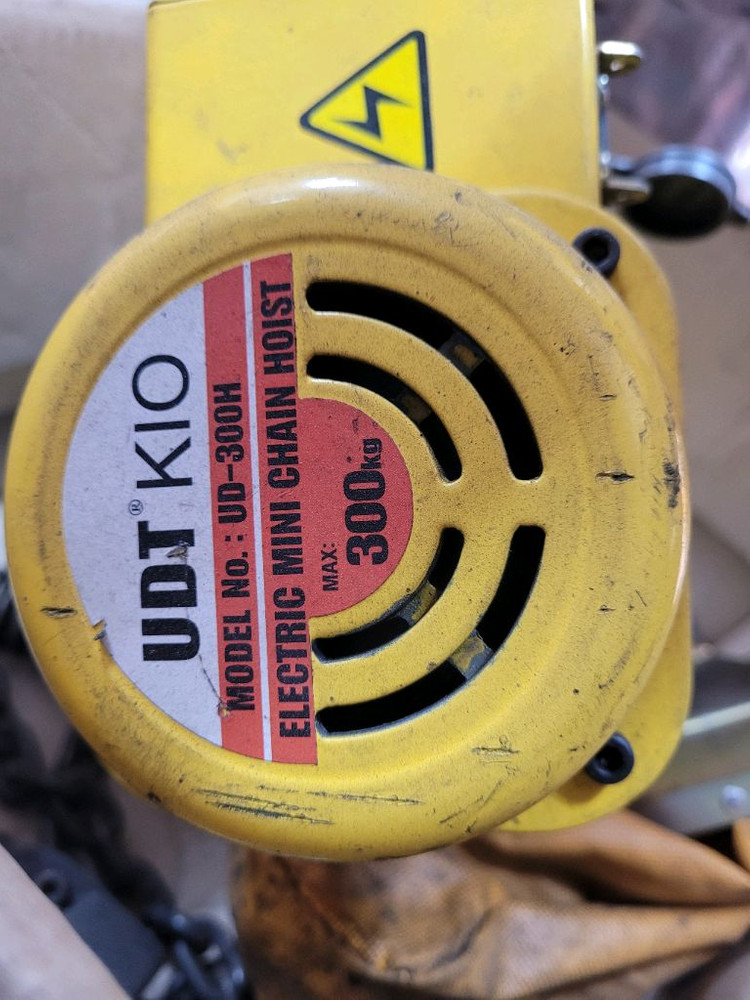 UDT® KIO
MODEL No. : UD-300H
ELECTRIC MINI CHAIN HOIST
MAX:
300kg